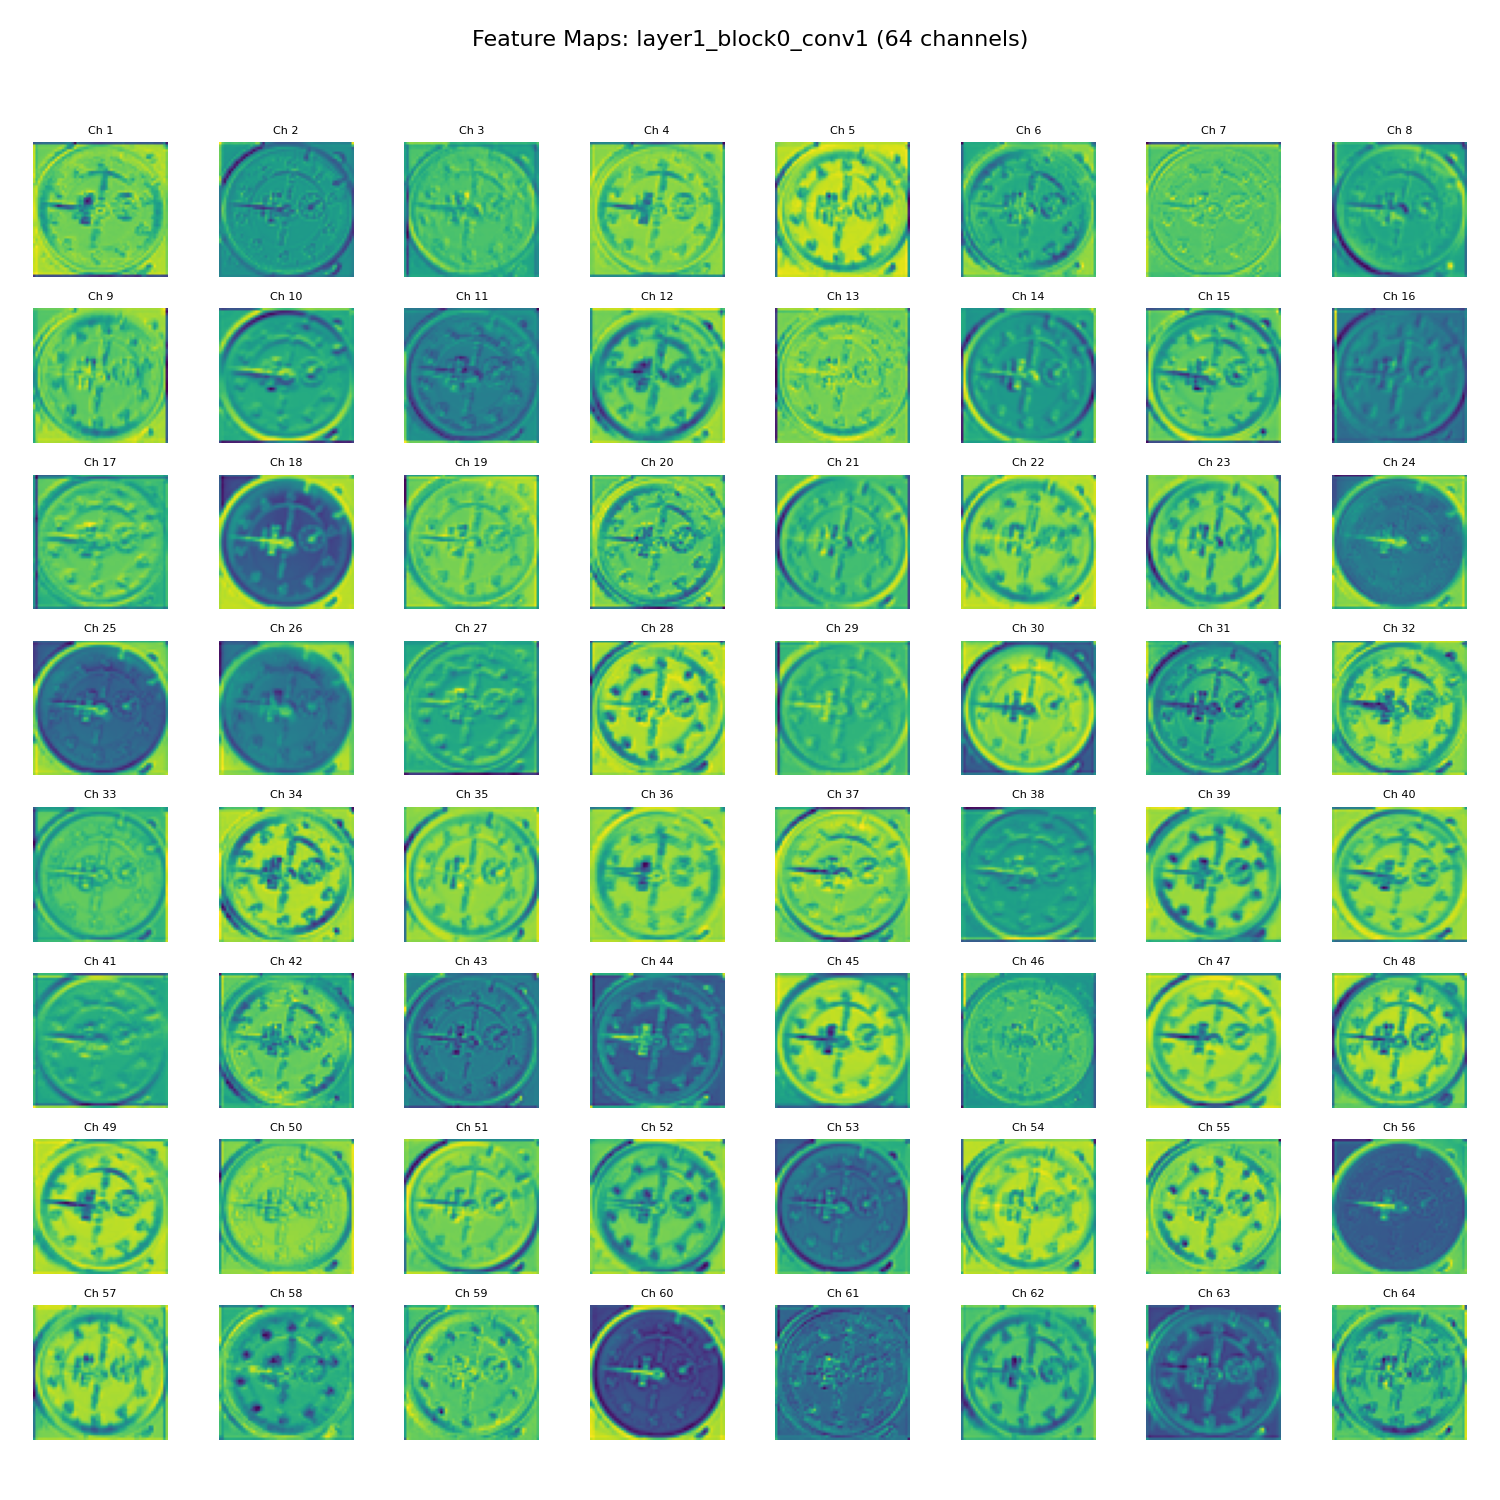 Feature Maps: layer1_block0_conv1 (64 channels)
Ch 1 Ch 2 Ch 3 Ch 4 Ch 5 Ch 6 Ch 7 Ch 8
Ch 9 Ch 10 Ch 11 Ch 12 Ch 13 Ch 14 Ch 15 Ch 16
Ch 17 Ch 18 Ch 19 Ch 20 Ch 21 Ch 22 Ch 23 Ch 24
Ch 25 Ch 26 Ch 27 Ch 28 Ch 29 Ch 30 Ch 31 Ch 32
Ch 33 Ch 34 Ch 35 Ch 36 Ch 37 Ch 38 Ch 39 Ch 40
Ch 41 Ch 42 Ch 43 Ch 44 Ch 45 Ch 46 Ch 47 Ch 48
Ch 49 Ch 50 Ch 51 Ch 52 Ch 53 Ch 54 Ch 55 Ch 56
Ch 57 Ch 58 Ch 59 Ch 60 Ch 61 Ch 62 Ch 63 Ch 64